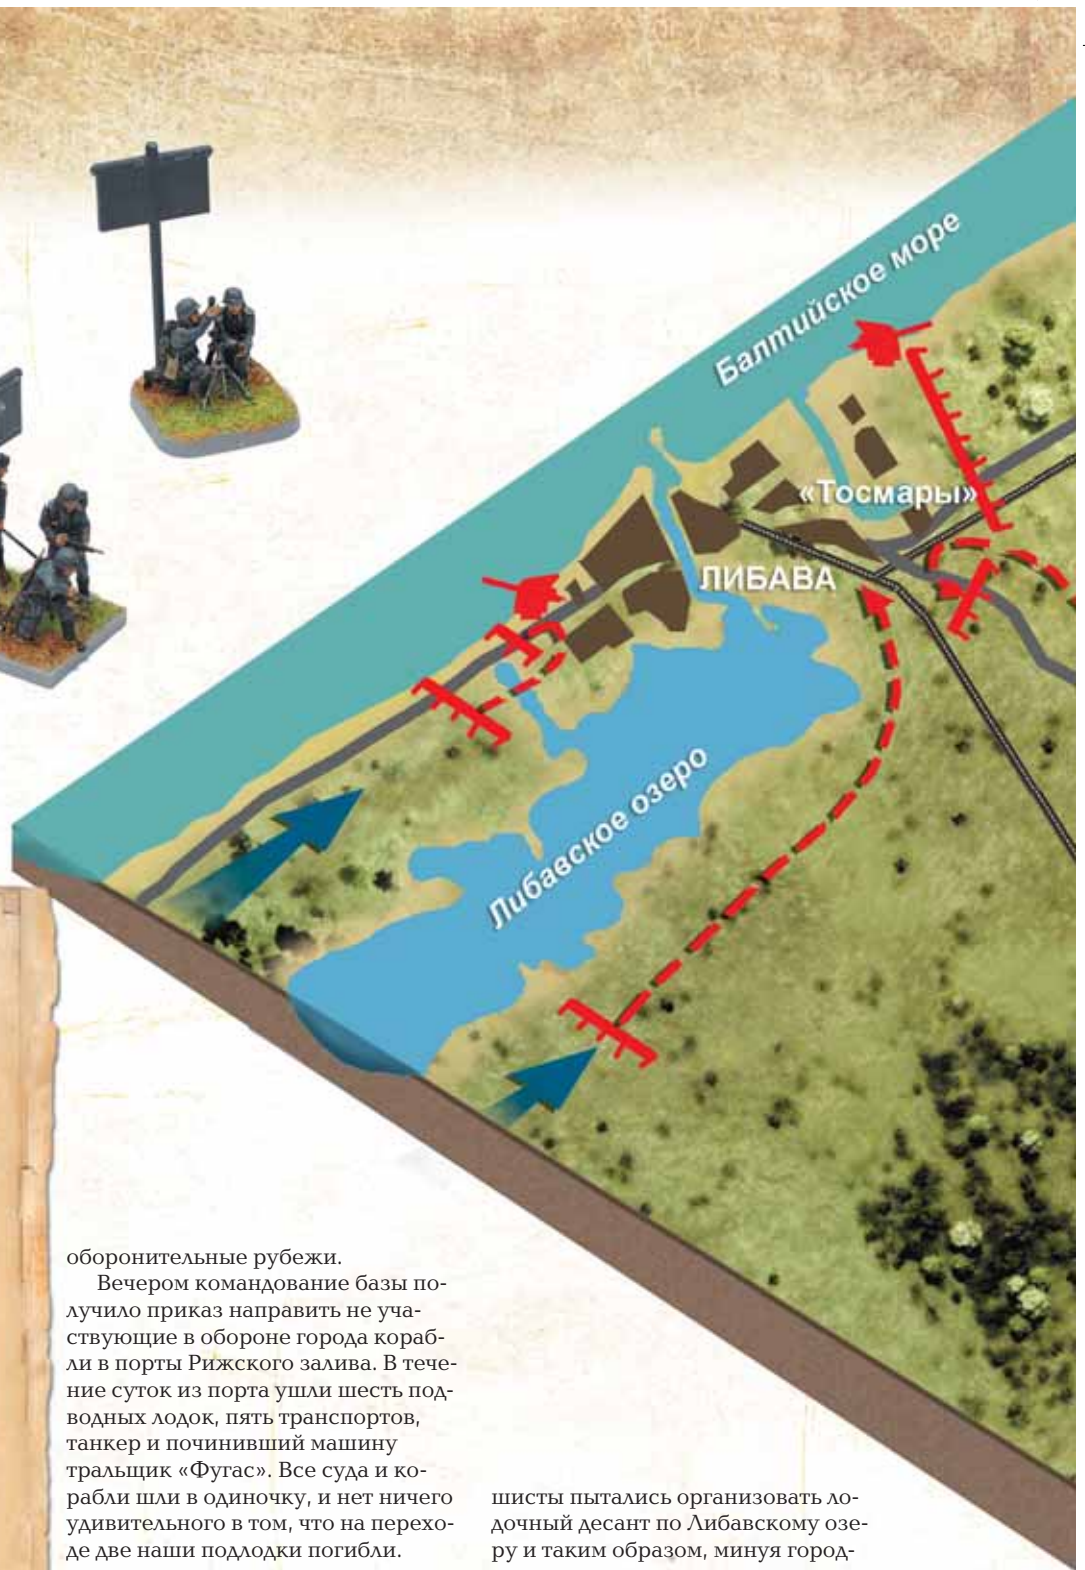 Балтийское море
«Тосмары»
ЛИБАВА
Либавское озеро
оборонительные рубежи.
Вечером командование базы по-
лучило приказ направить не уча-
ствующие в обороне города кораб-
ли в порты Рижского залива. В тече-
ние суток из порта ушли шесть под-
водных лодок, пять транспортов,
танкер и починивший машину
тральщик «Фугас». Все суда и ко-
рабли шли в одиночку, и нет ничего
удивительного в том, что на перехо-
де две наши подлодки погибли.
шисты пытались организовать ло-
дочный десант по Либавскому озе-
ру и таким образом, минуя город-